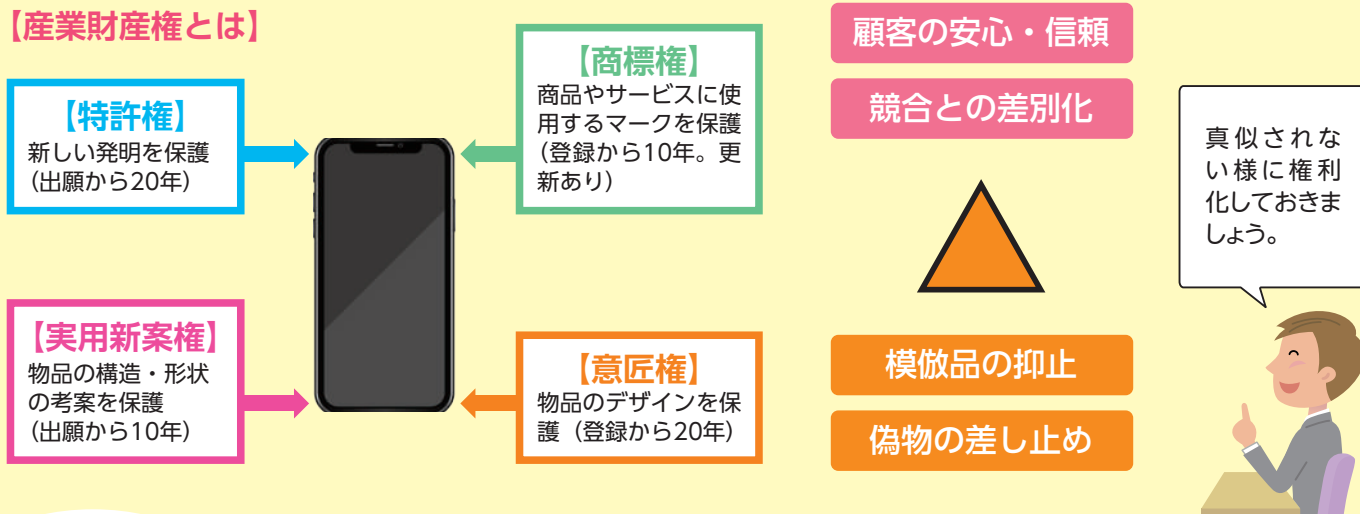 【産業財産権とは】
【特許権】
新しい発明を保護
（出願から20年）
【商標権】
商品やサービスに使
用するマークを保護
（登録から10年。更
新あり）
【実用新案権】
物品の構造・形状
の考案を保護
（出願から10年）
【意匠権】
物品のデザインを保
護（登録から20年）
顧客の安心・信頼
競合との差別化
模倣品の抑止
偽物の差し止め
真似されな
い様に権利
化しておきま
しょう。